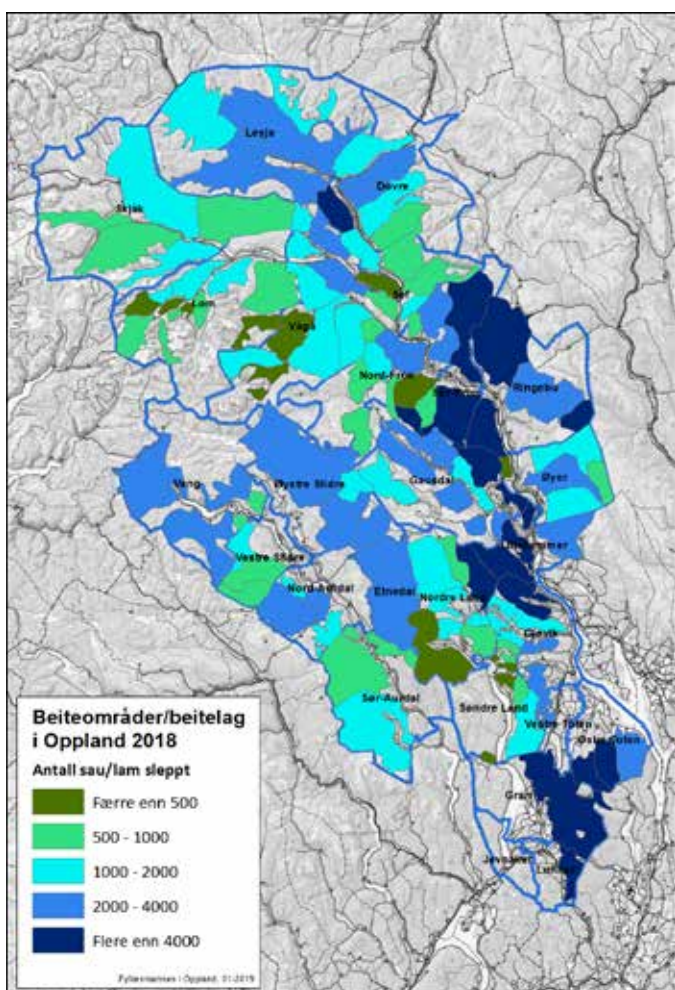 Lesja
Dovre
Skjåk
Lom
Sel
Vågå
Nord-Fron
Ringebu
Øyer
Gausdal
Vang
Øystre Slidre
Lillehammer
Vestre Slidre
Etnedal
Nord-Aurdal
Nordre Land
Gjøvik
Sør-Aurdal
Søndre Land
Vestre Toten
Østre Toten
Gran
Jevnaker
Lunner
Beiteområder/beitelag
i Oppland 2018
Antall sau/lam sleppt
Færre enn 500
500 - 1000
1000 - 2000
2000 - 4000
Flere enn 4000
Fylkesmannen i Oppland, 01-2019